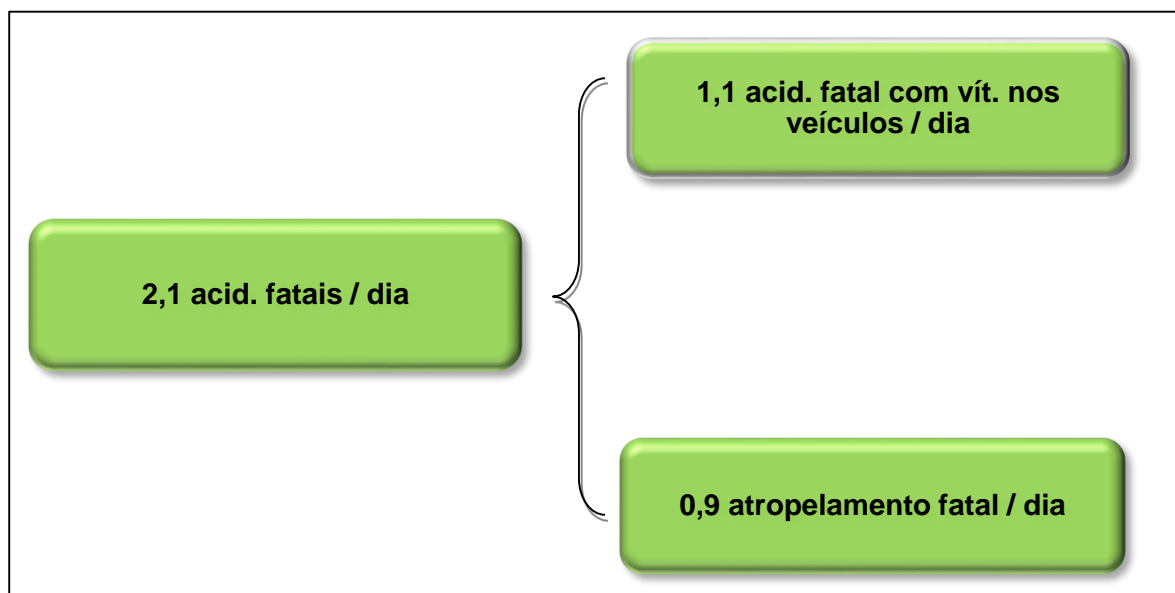 1,1 acid. fatal com vít. nos
veículos / dia
2,1 acid. fatais / dia
0,9 atropelamento fatal / dia